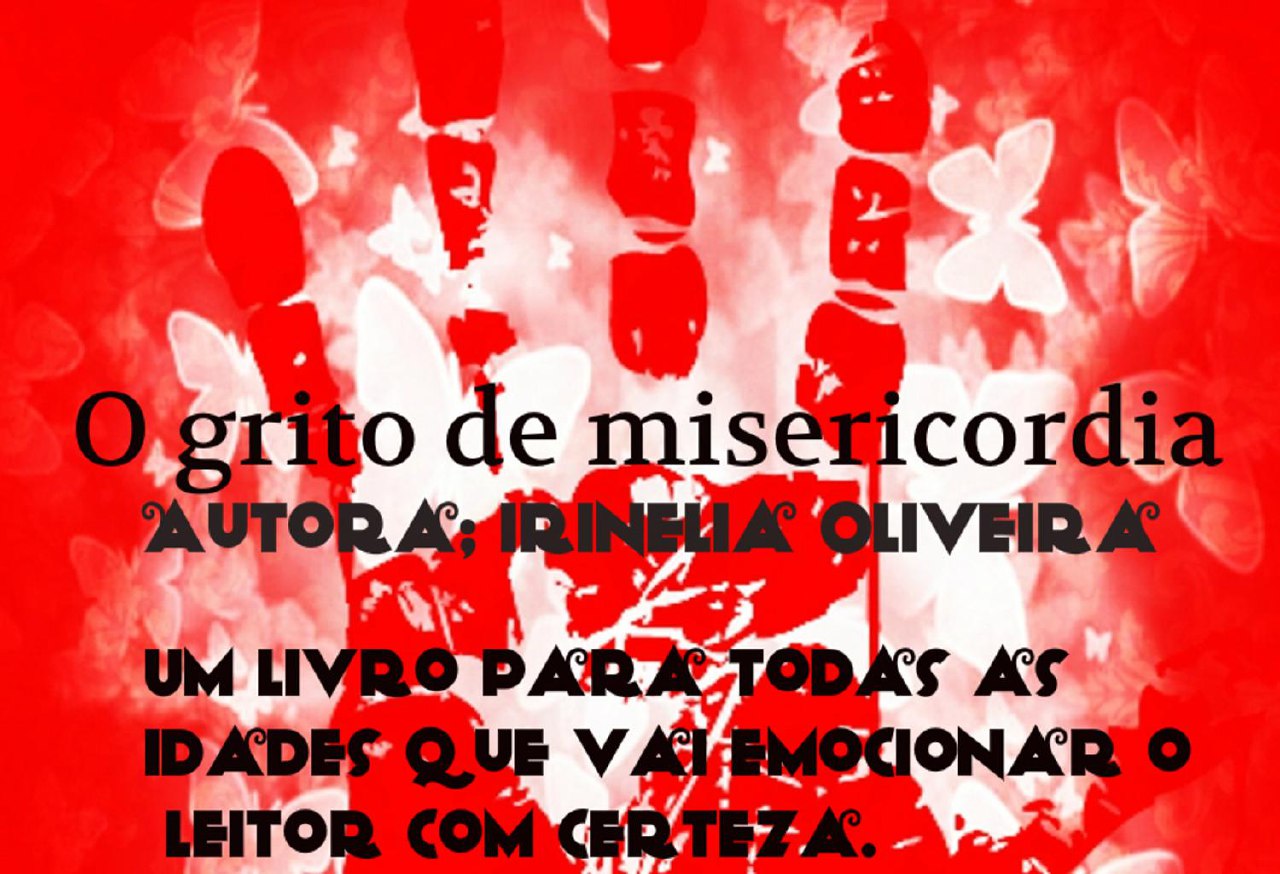 O grito de misericordia
AUTORA; IRINELIA OLIVEIRA
UM LIVRO PARA TODAS AS
IDADES QUE VAI EMOCIONAR O
LEITOR COM CERTEZA.